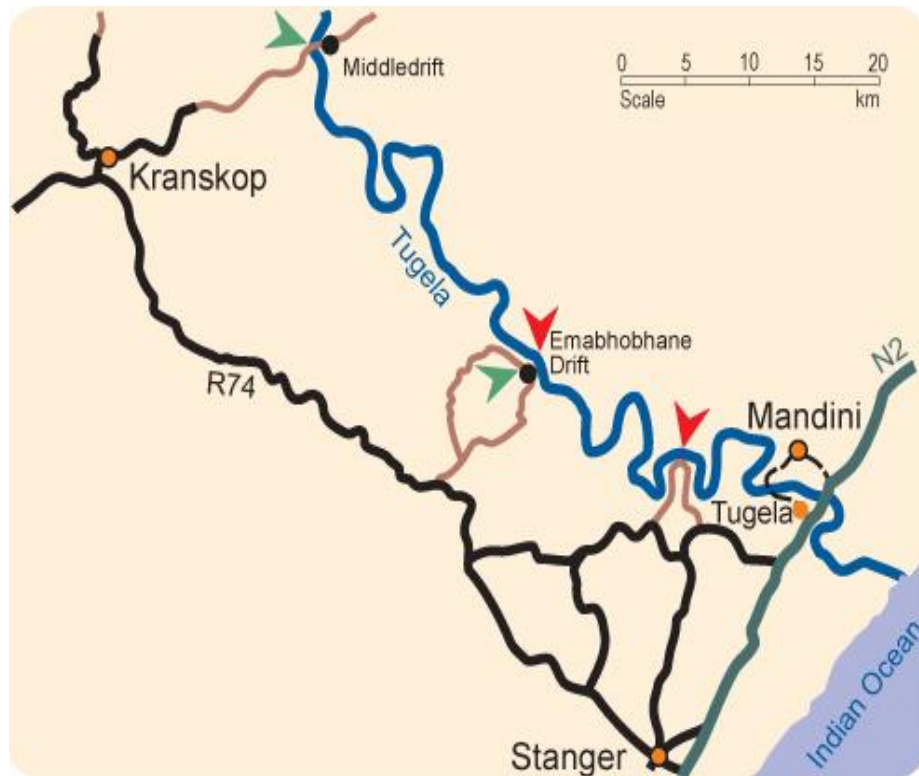 Middledrift
0 5 10 15 20
Scale km
Kranskop
Tugela
Emabhobhane
Drift
R74
N2
Mandini
Tugela
Indian Ocean
Stanger